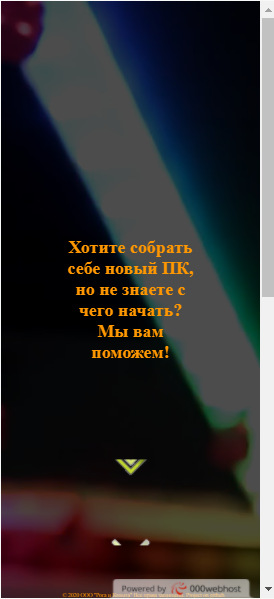 Хотите собрать
себе новый ПК,
но не знаете с
чего начать?
Мы вам
поможем!
Powered by 000webhost